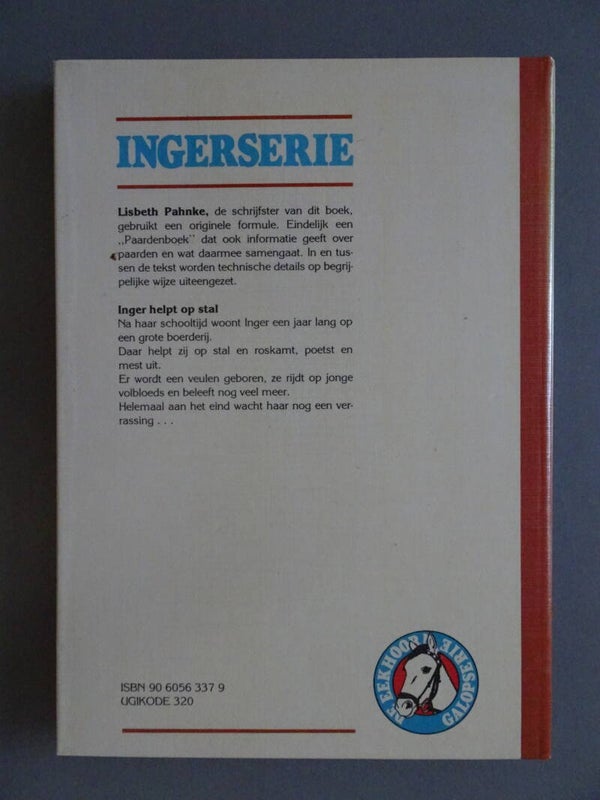 INGERSERIE
Lisbeth Pahnke, de schrijfster van dit boek,
gebruikt een originele formule. Eindelijk een
,,Paardenboek'' dat ook informatie geeft over
paarden en wat daarmee samengaat. In en tus-
sen de tekst worden technische details op begrij-
pelijke wijze uiteengezet.
Inger helpt op stal
Na haar schooltijd woont Inger een jaar lang op
een grote boerderij.
Daar helpt zij op stal en roskamt, poetst en
mest uit.
Er wordt een veulen geboren, ze rijdt op jonge
volbloeds en beleeft nog veel meer.
Helemaal aan het eind wacht haar nog een ver-
rassing . . .
DE EEKHOORN
GALOPSERIE
ISBN 90 6056 337 9
UGIKODE 320